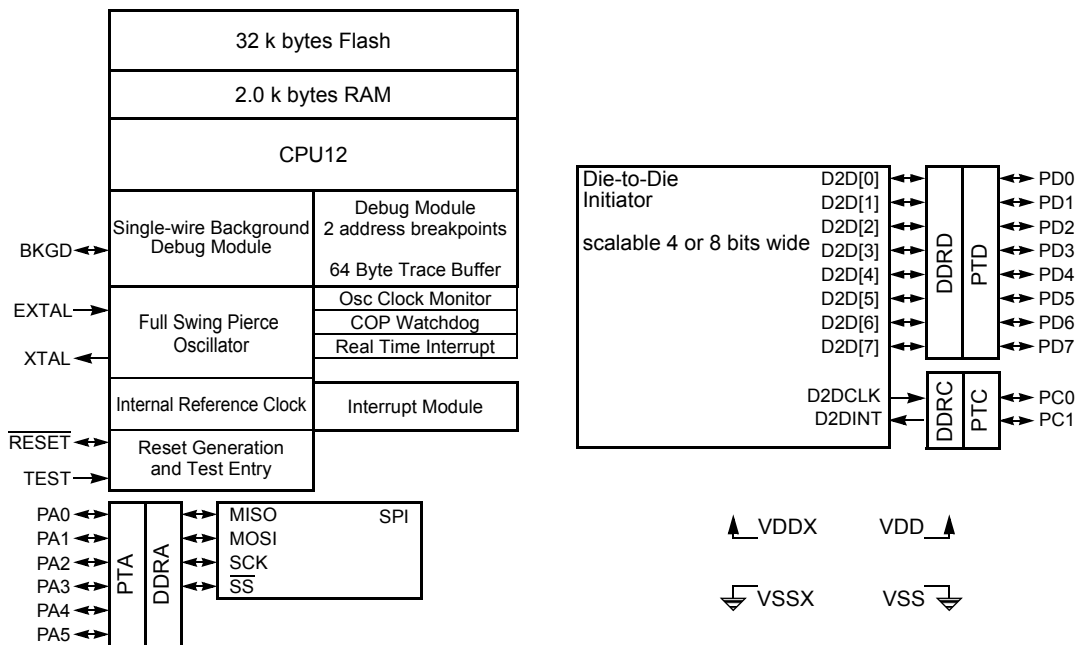 32 k bytes Flash
2.0 k bytes RAM
CPU12
Single-wire Background
Debug Module
Debug Module
2 address breakpoints
64 Byte Trace Buffer
BKGD
EXTAL
XTAL
Full Swing Pierce
Oscillator
Osc Clock Monitor
COP Watchdog
Real Time Interrupt
Internal Reference Clock
Interrupt Module
RESET
TEST
Reset Generation
and Test Entry
PA0
PA1
PA2
PA3
PA4
PA5
PTA
DDRA
MISO
MOSI
SCK
SS
SPI
Die-to-Die
Initiator
scalable 4 or 8 bits wide
D2D[0]
D2D[1]
D2D[2]
D2D[3]
D2D[4]
D2D[5]
D2D[6]
D2D[7]
DDRD
PTD
PD0
PD1
PD2
PD3
PD4
PD5
PD6
PD7
D2DCLK
D2DINT
DDRC
PTC
PC0
PC1
VDDX
VDD
VSSX
VSS